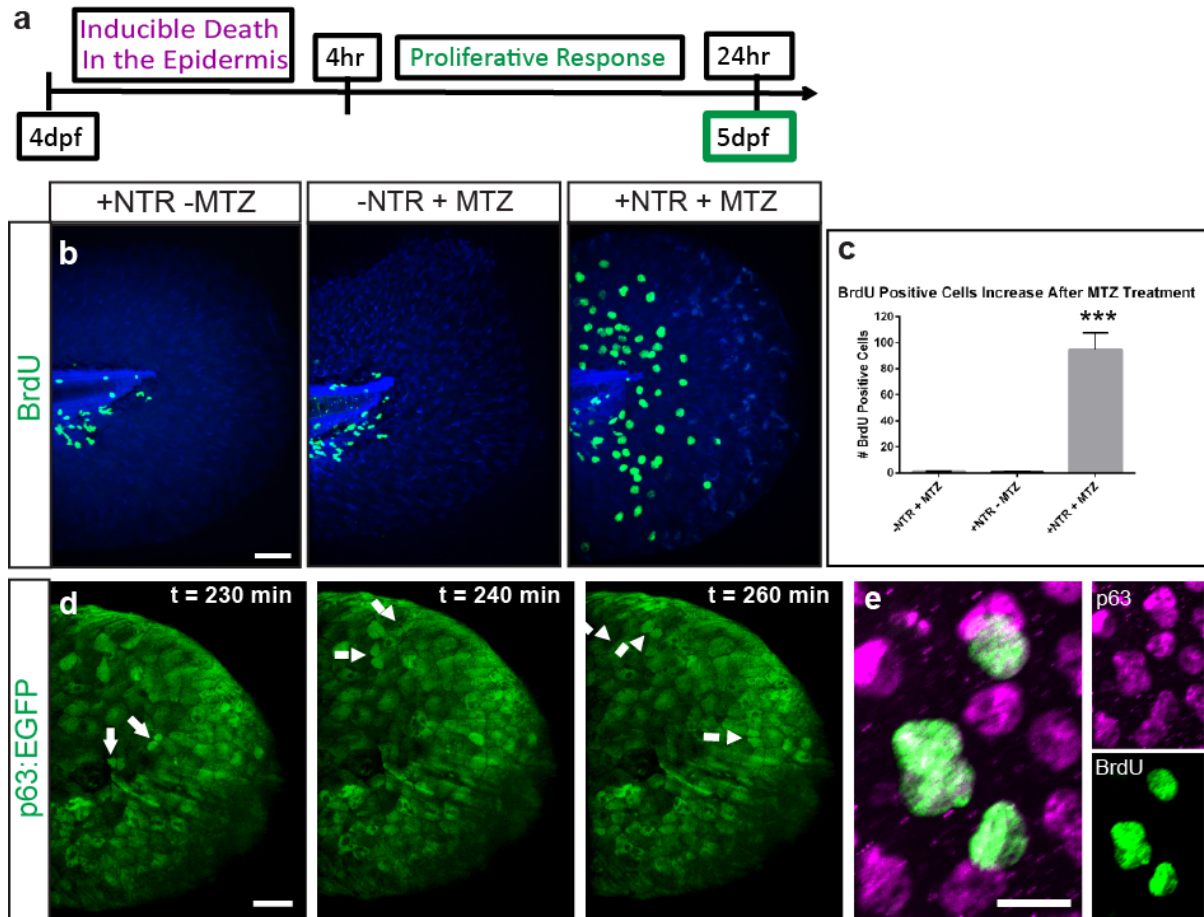 a
Inducible Death
In the Epidermis
4hr
Proliferative Response
24hr
4dpf
5dpf
+NTR -MTZ
-NTR + MTZ
+NTR + MTZ
BrdU
b
c
BrdU Positive Cells Increase After MTZ Treatment
# BrdU Positive Cells
120
100
80
60
40
20
0
***
-NTR + MTZ
+NTR - MTZ
+NTR + MTZ
p63:EGFP
d
t = 230 min
t = 240 min
t = 260 min
e
p63
BrdU